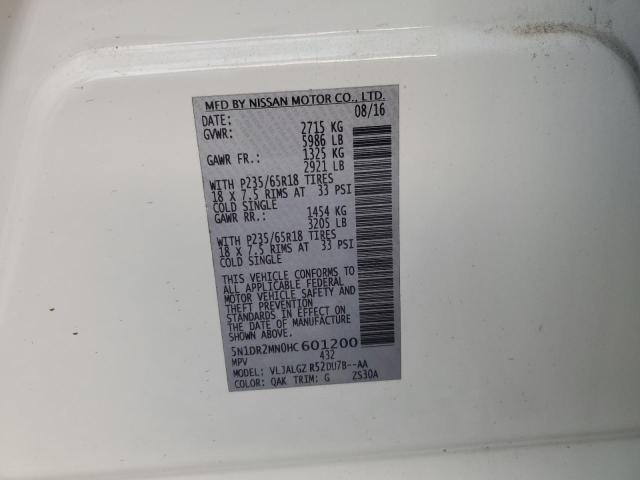 MFD BY NISSAN MOTOR CO., LTD.
DATE: 08/16
GVWR: 2715 KG
5986 LB
GAWR FR.: 1325 KG
2921 LB
WITH P235/65R18 TIRES
18 X 7.5 RIMS AT 33 PSI
COLD SINGLE
GAWR RR.: 1454 KG
3205 LB
WITH P235/65R18 TIRES
18 X 7.5 RIMS AT 33 PSI
COLD SINGLE
THIS VEHICLE CONFORMS TO
ALL APPLICABLE FEDERAL
MOTOR VEHICLE SAFETY AND
THEFT PREVENTION
STANDARDS IN EFFECT ON
THE DATE OF MANUFACTURE
SHOWN ABOVE.
5N1DR2MN0HC601200
MPV 432
MODEL: VLJALGZ R52DU7B--AA
COLOR: QAK TRIM: G ZS30A